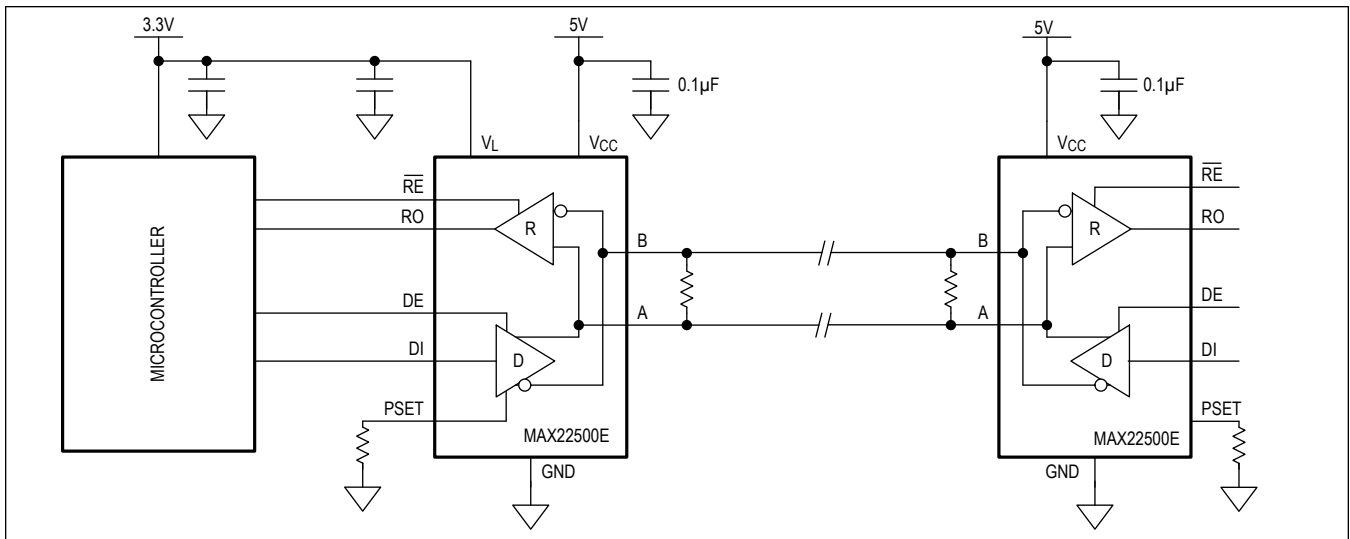 3.3V
5V
5V
0.1µF
0.1µF
VL
VCC
VCC
MICROCONTROLLER
RE
RO
DE
DI
PSET
R
D
B
A
MAX22500E
GND
B
A
R
D
RE
RO
DE
DI
PSET
MAX22500E
GND